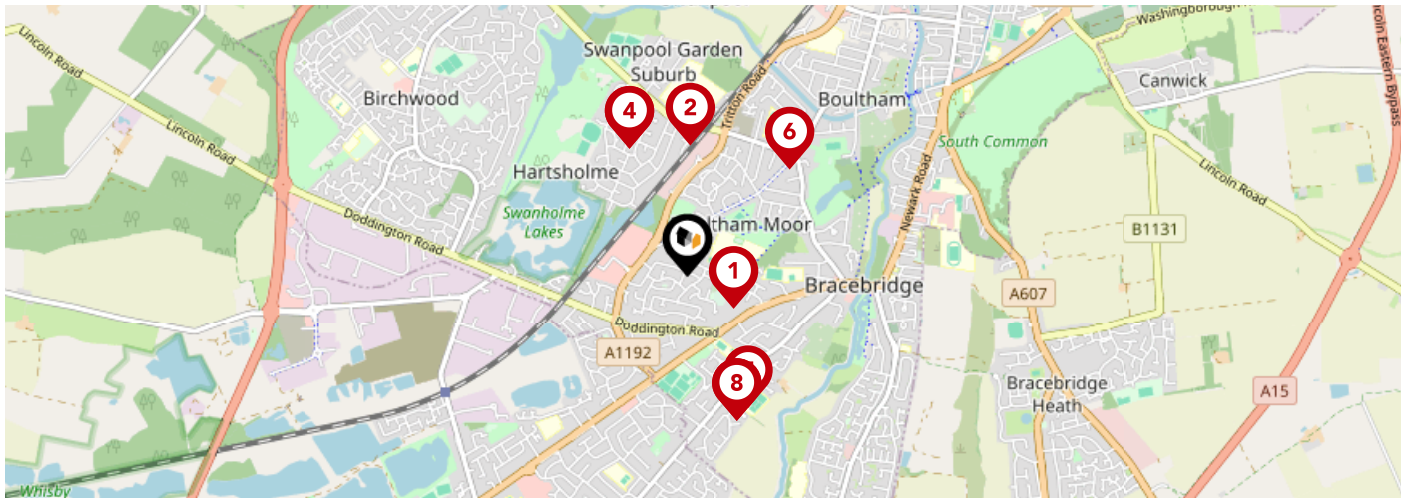 Lincoln Road
Washingborough
Lincoln Eastern Bypass
Swanpool Garden
Suburb
Birchwood
Canwick
Boultham
Tritton Road
4
2
6
Lincoln Road
South Common
Hartsholme
Lincoln Road
Newark Road
Swanholme
Lakes
Doddington Road
ltham Moor
B1131
1
Bracebridge
A607
Doddington Road
A1192
8
Bracebridge
Heath
A15
Whisby